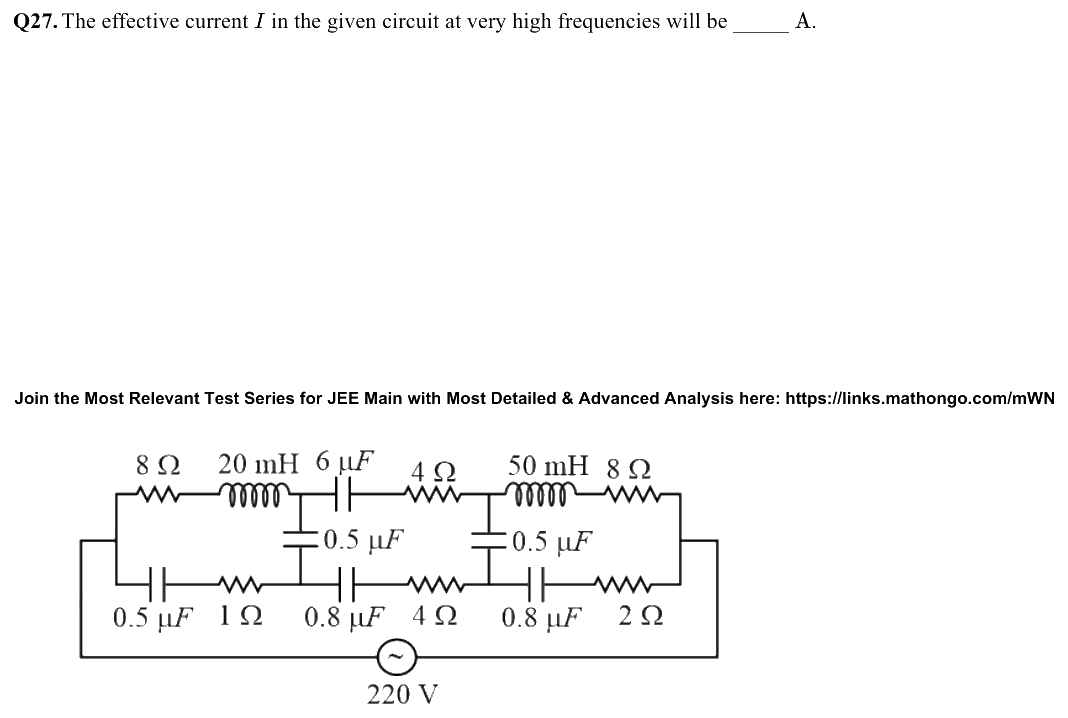 Q27. The effective current I in the given circuit at very high frequencies will be _____ A.
Join the Most Relevant Test Series for JEE Main with Most Detailed & Advanced Analysis here: https://links.mathongo.com/mWN
8 Ω 20 mH 6 μF 4 Ω 50 mH 8 Ω
0.5 μF 0.5 μF
0.5 μF 1 Ω 0.8 μF 4 Ω 0.8 μF 2 Ω
~
220 V